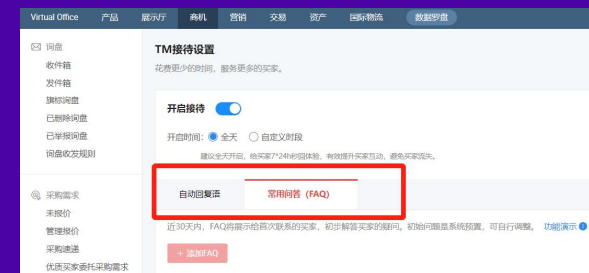 Virtual Office 产品 展示厅 商机 营销 交易 资产 国际物流 数据罗盘
询盘
收件箱
发件箱
旗标询盘
已删除询盘
已举报询盘
询盘收发规则
采购需求
未报价
管理报价
采购速递
优质买家委托采购需求
TM接待设置
花费更少的时间，服务更多的买家。
开启接待
开启时间： 全天 自定义时段
建议全天开启，给买家7*24h秒回体验，有效提升买家互动，避免买家流失。
自动回复语 常用问答（FAQ）
近30天内，FAQ将展示给首次联系的买家，初步解答买家的疑问。初始问题是系统预置，可自行调整。 功能演示
+ 添加FAQ